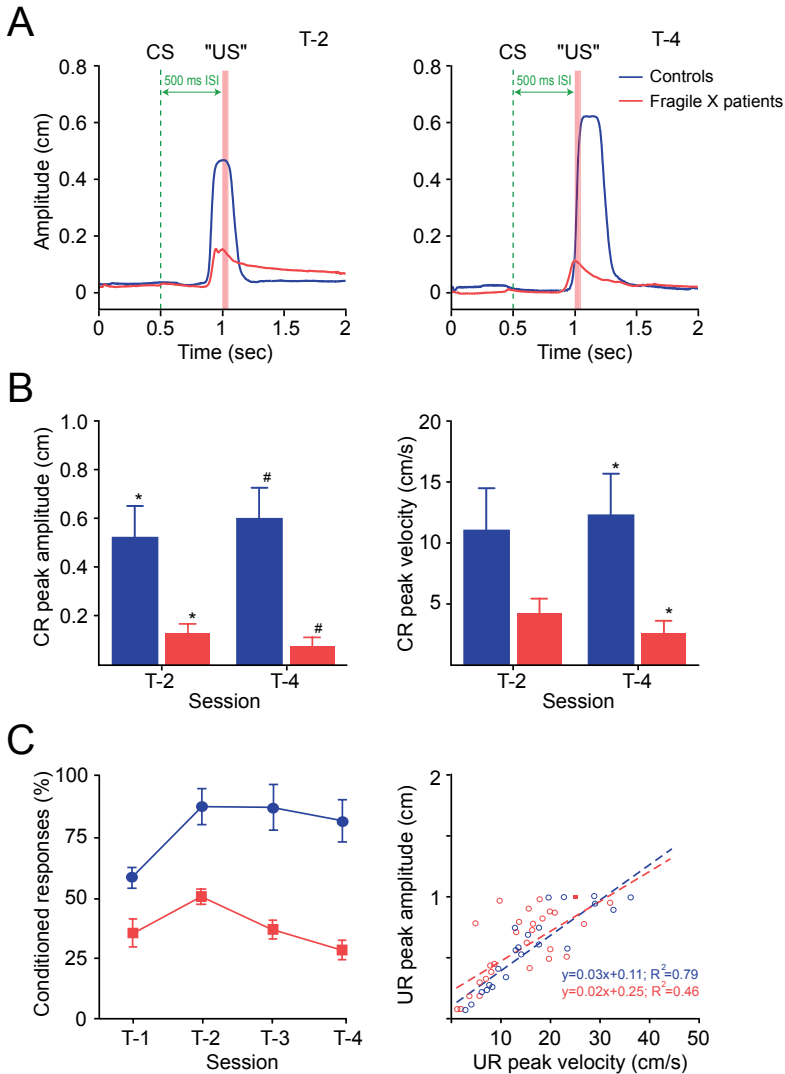 A
T-2
CS "US"
500 ms ISI
0.8
0.6
0.4
0.2
0
Amplitude (cm)
0 0.5 1 1.5 2
Time (sec)
T-4
CS "US"
500 ms ISI
Controls
Fragile X patients
0.8
0.6
0.4
0.2
0
0 0.5 1 1.5 2
Time (sec)
B
CR peak amplitude (cm)
1.0
0.8
0.6
0.4
0.2
* * # #
T-2 T-4
Session
CR peak velocity (cm/s)
20
15
10
5
* *
T-2 T-4
Session
C
Conditioned responses (%)
100
75
50
25
0
T-1 T-2 T-3 T-4
Session
UR peak amplitude (cm)
2
1
y=0.03x+0.11; R²=0.79
y=0.02x+0.25; R²=0.46
10 20 30 40 50
UR peak velocity (cm/s)